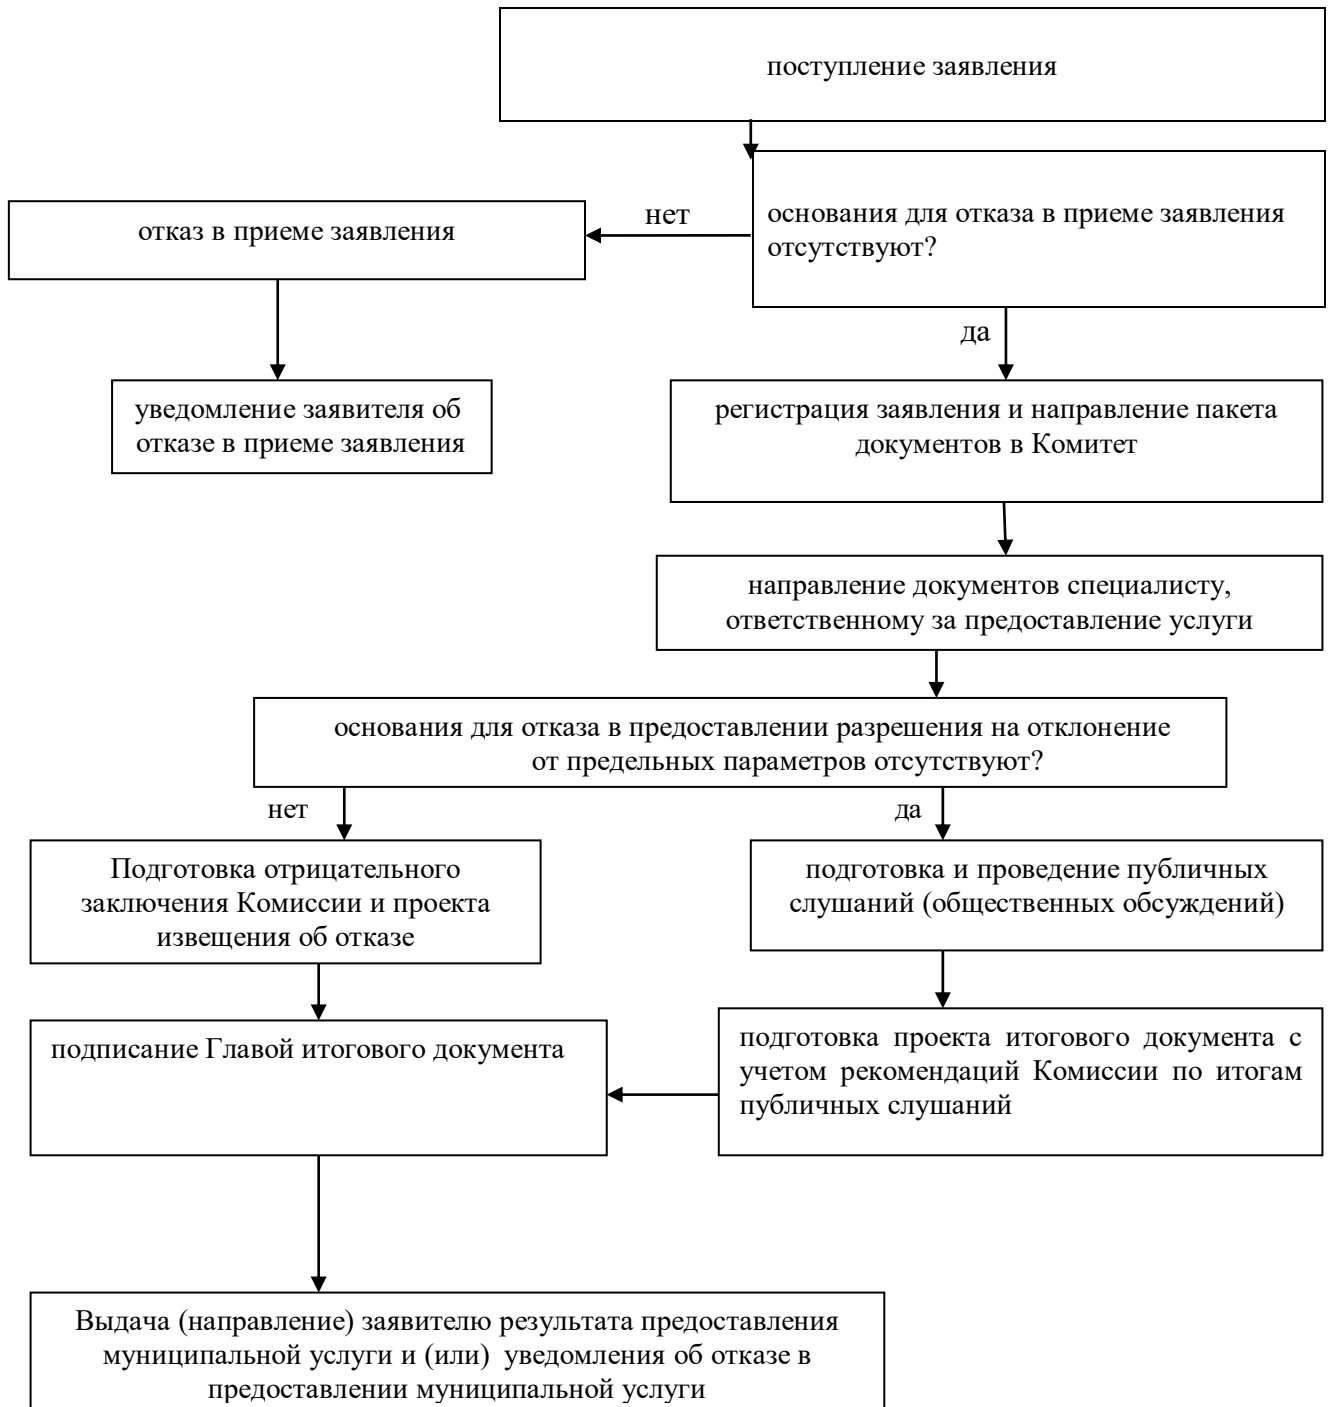 поступление заявления
основания для отказа в приеме заявления
отсутствуют?
нет
отказ в приеме заявления
да
уведомление заявителя об
отказе в приеме заявления
регистрация заявления и направление пакета
документов в Комитет
направление документов специалисту,
ответственному за предоставление услуги
основания для отказа в предоставлении разрешения на отклонение
от предельных параметров отсутствуют?
нет
да
Подготовка отрицательного
заключения Комиссии и проекта
извещения об отказе
подготовка и проведение публичных
слушаний (общественных обсуждений)
подписание Главой итогового документа
подготовка проекта итогового документа с
учетом рекомендаций Комиссии по итогам
публичных слушаний
Выдача (направление) заявителю результата предоставления
муниципальной услуги и (или) уведомления об отказе в
предоставлении муниципальной услуги